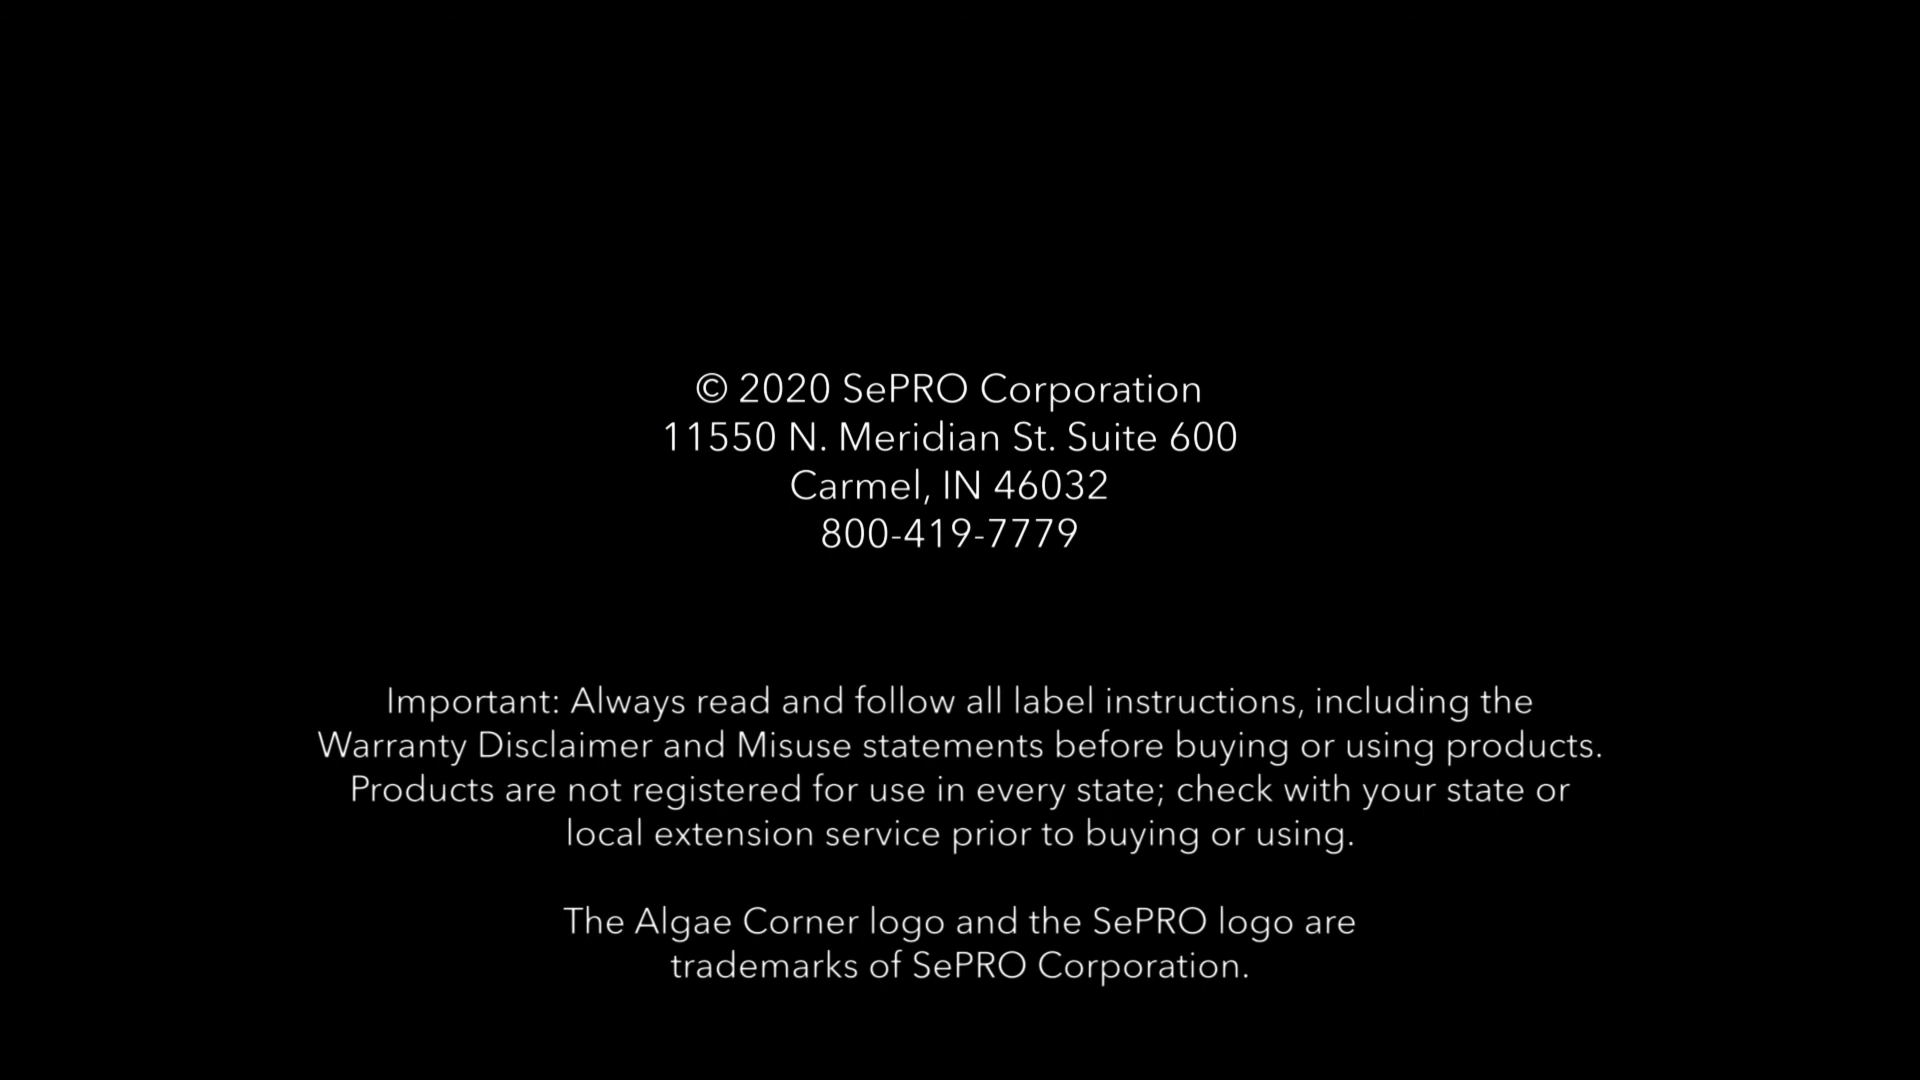 © 2020 SePRO Corporation
11550 N. Meridian St. Suite 600
Carmel, IN 46032
800-419-7779
Important: Always read and follow all label instructions, including the
Warranty Disclaimer and Misuse statements before buying or using products.
Products are not registered for use in every state; check with your state or
local extension service prior to buying or using.
The Algae Corner logo and the SePRO logo are
trademarks of SePRO Corporation.